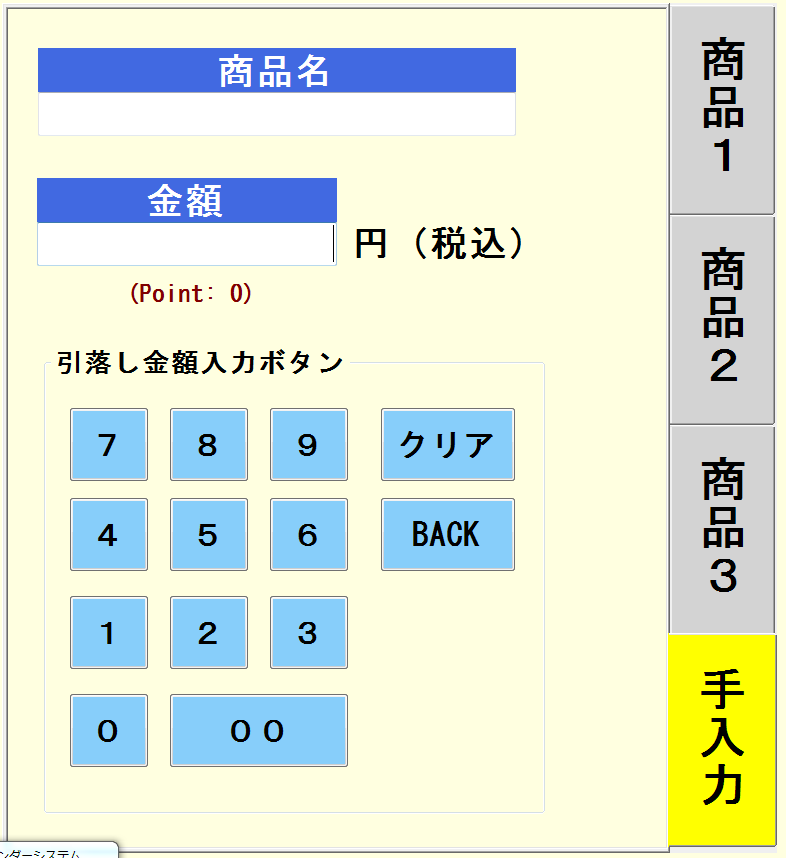 商品名
金額
円（税込）
(Point: 0)
引落し金額入力ボタン
７ ８ ９ クリア
４ ５ ６ BACK
１ ２ ３
０ ００
商品１
商品２
商品３
手入力
ンダーシステム